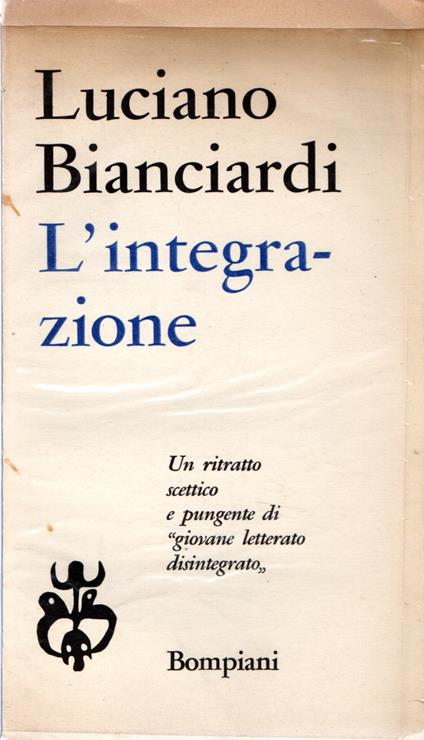 Luciano
Bianciardi
L'integra-
zione
Un ritratto
scettico
e pungente di
“giovane letterato
disintegrato„
Bompiani